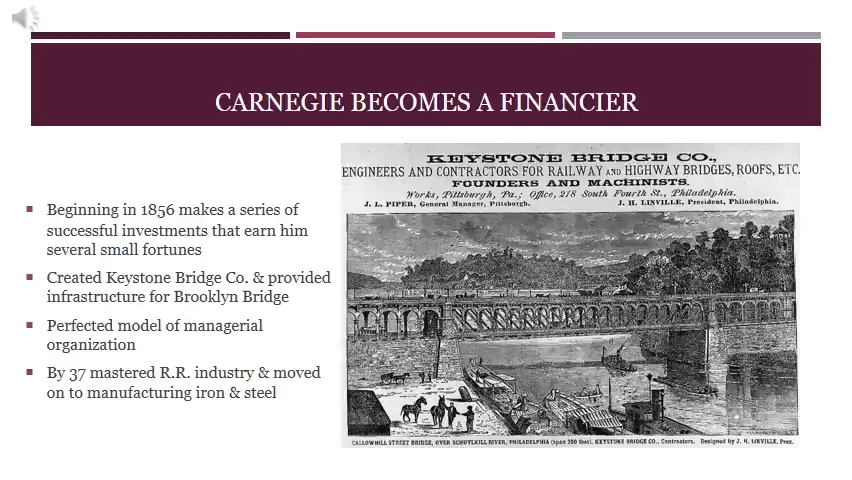 CARNEGIE BECOMES A FINANCIER
Beginning in 1856 makes a series of
successful investments that earn him
several small fortunes
Created Keystone Bridge Co. & provided
infrastructure for Brooklyn Bridge
Perfected model of managerial
organization
By 37 mastered R.R. industry & moved
on to manufacturing iron & steel
KEYSTONE BRIDGE CO.,
ENGINEERS AND CONTRACTORS FOR RAILWAY AND HIGHWAY BRIDGES, ROOFS, ETC.
FOUNDERS AND MACHINISTS.
Works, Pittsburgh, Pa.; Office, 218 South Fourth St., Philadelphia.
J. L. PIPER, General Manager, Pittsburgh. J. H. LINVILLE, President, Philadelphia.
CALLOWHILL STREET BRIDGE, OVER SCHUYLKILL RIVER, PHILADELPHIA (span 350 feet). KEYSTONE BRIDGE CO., Contractors. Designed by J. H. LINVILLE, Pres.